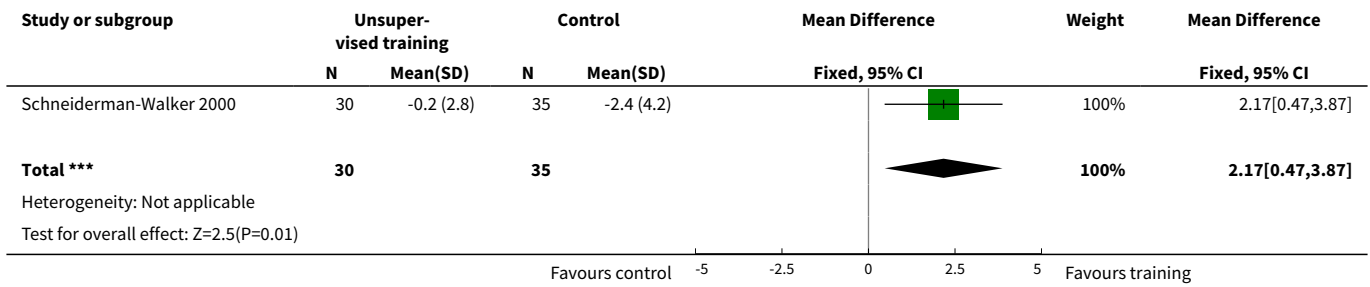 Study or subgroup Unsuper- Control Mean Difference Weight Mean Difference
vised training
N Mean(SD) N Mean(SD) Fixed, 95% CI Fixed, 95% CI
Schneiderman-Walker 2000 30 -0.2 (2.8) 35 -2.4 (4.2) 100% 2.17[0.47,3.87]
Total *** 30 35 100% 2.17[0.47,3.87]
Heterogeneity: Not applicable
Test for overall effect: Z=2.5(P=0.01)
Favours control -5 -2.5 0 2.5 5 Favours training